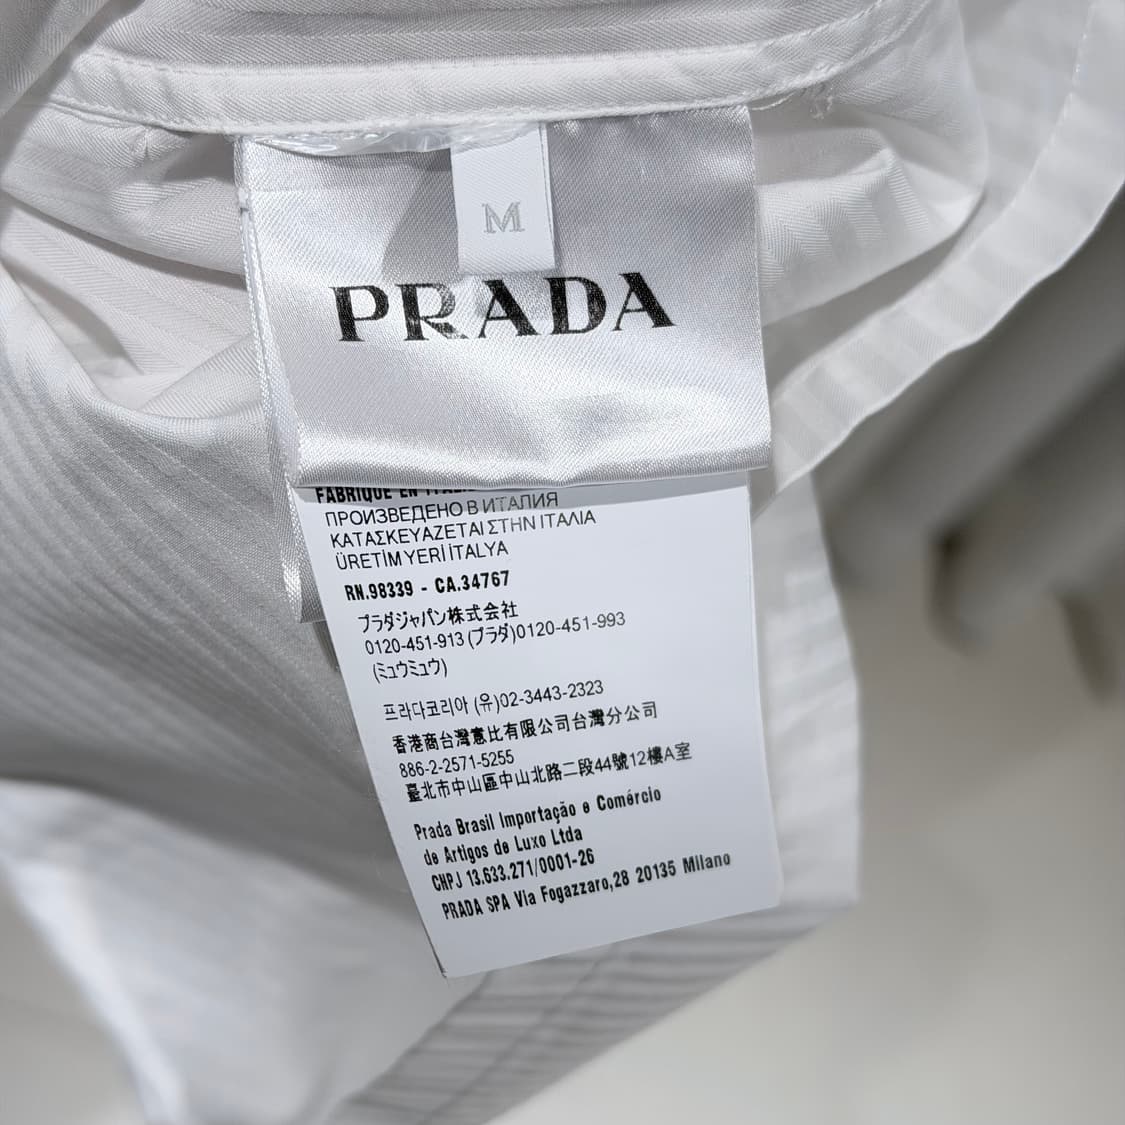 M
PRADA
FABRIQUÉ EN ITALIE
ПРОИЗВЕДЕНО В ИТАЛИЯ
ΚΑΤΑΣΚΕΥΑΖΕΤΑΙ ΣΤΗΝ ΙΤΑΛΙΑ
ÜRETİM YERİ İTALYA
RN.98339 - CA.34767
プラダジャパン株式会社
0120-451-913 (プラダ)0120-451-993
(ミュウミュウ)
프라다코리아 (유)02-3443-2323
香港商台灣意比有限公司台灣分公司
886-2-2571-5255
臺北市中山區中山北路二段44號12樓A室
Prada Brasil Importação e Comércio
de Artigos de Luxo Ltda
CNPJ 13.633.271/0001-26
PRADA SPA Via Fogazzaro,28 20135 Milano